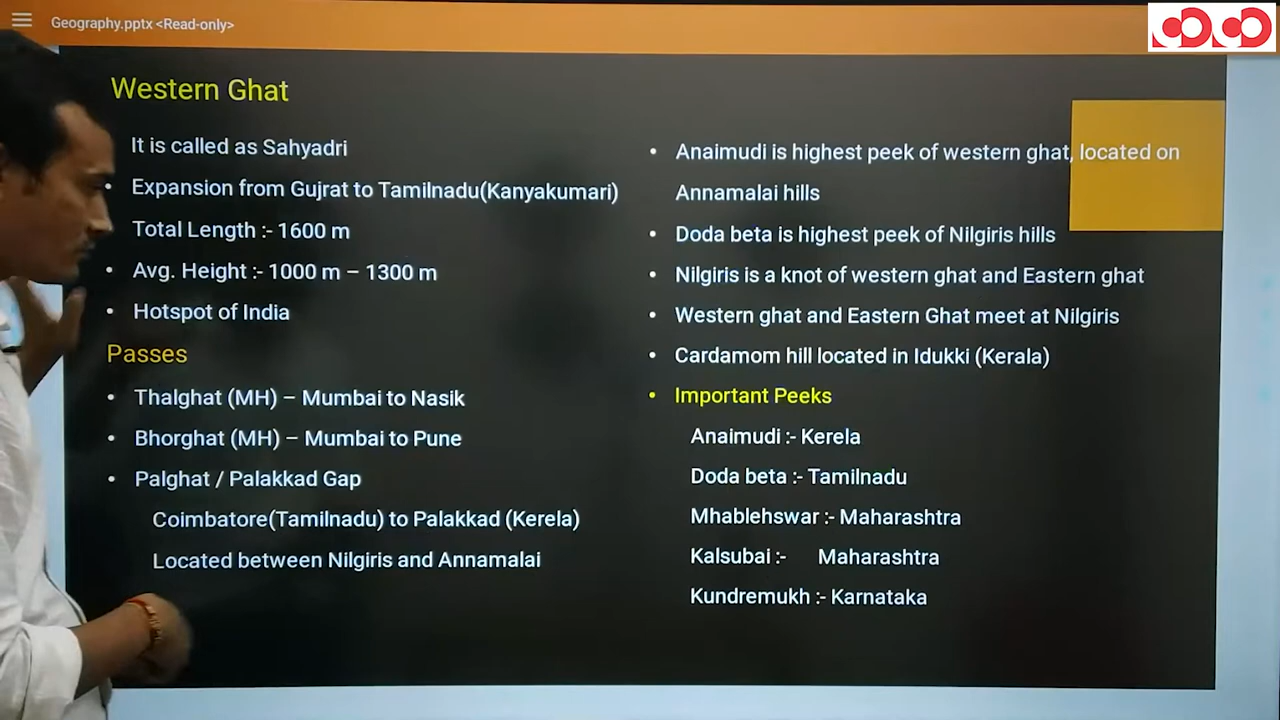 Geography.pptx <Read-only>
Western Ghat
It is called as Sahyadri
• Expansion from Gujrat to Tamilnadu(Kanyakumari)
Total Length :- 1600 m
• Avg. Height :- 1000 m – 1300 m
• Hotspot of India
Passes
• Thalghat (MH) – Mumbai to Nasik
• Bhorghat (MH) – Mumbai to Pune
• Palghat / Palakkad Gap
Coimbatore(Tamilnadu) to Palakkad (Kerela)
Located between Nilgiris and Annamalai
• Anaimudi is highest peek of western ghat, located on
Annamalai hills
• Doda beta is highest peek of Nilgiris hills
• Nilgiris is a knot of western ghat and Eastern ghat
• Western ghat and Eastern Ghat meet at Nilgiris
• Cardamom hill located in Idukki (Kerala)
• Important Peeks
Anaimudi :- Kerela
Doda beta :- Tamilnadu
Mhablehswar :- Maharashtra
Kalsubai :- Maharashtra
Kundremukh :- Karnataka